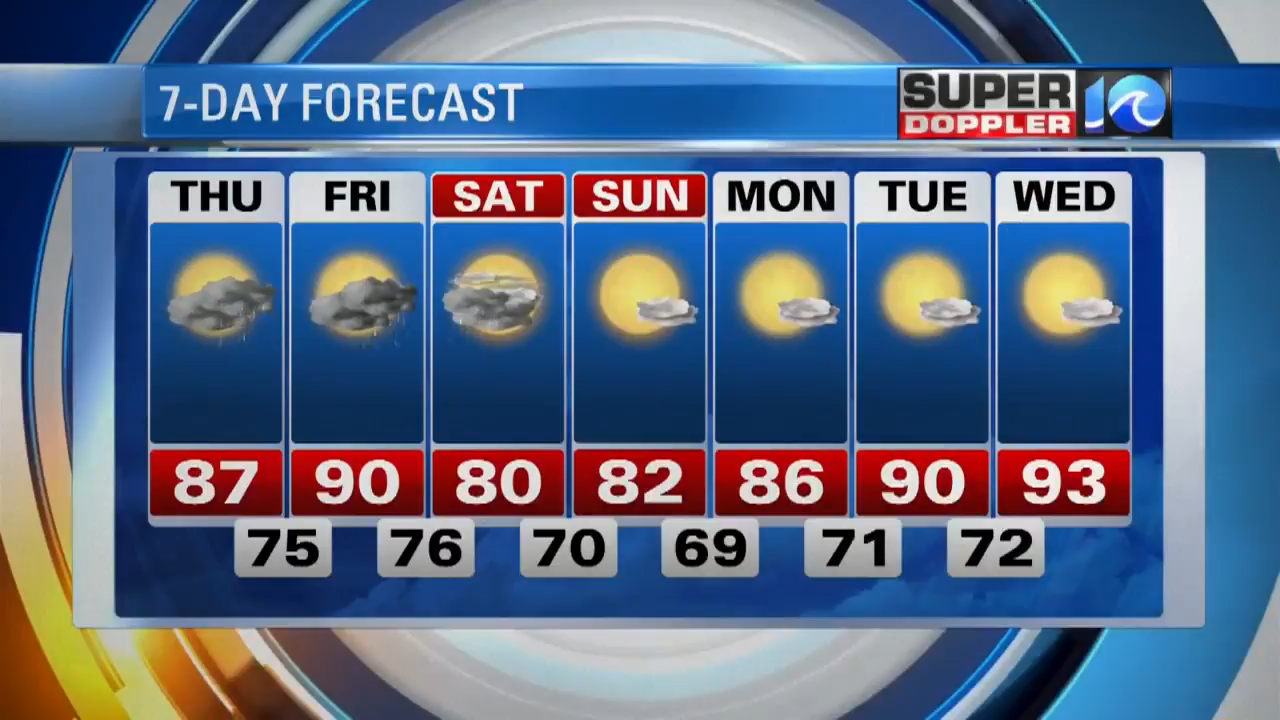 7-DAY FORECAST
SUPER
DOPPLER 10
THU FRI SAT SUN MON TUE WED
87 90 80 82 86 90 93
75 76 70 69 71 72